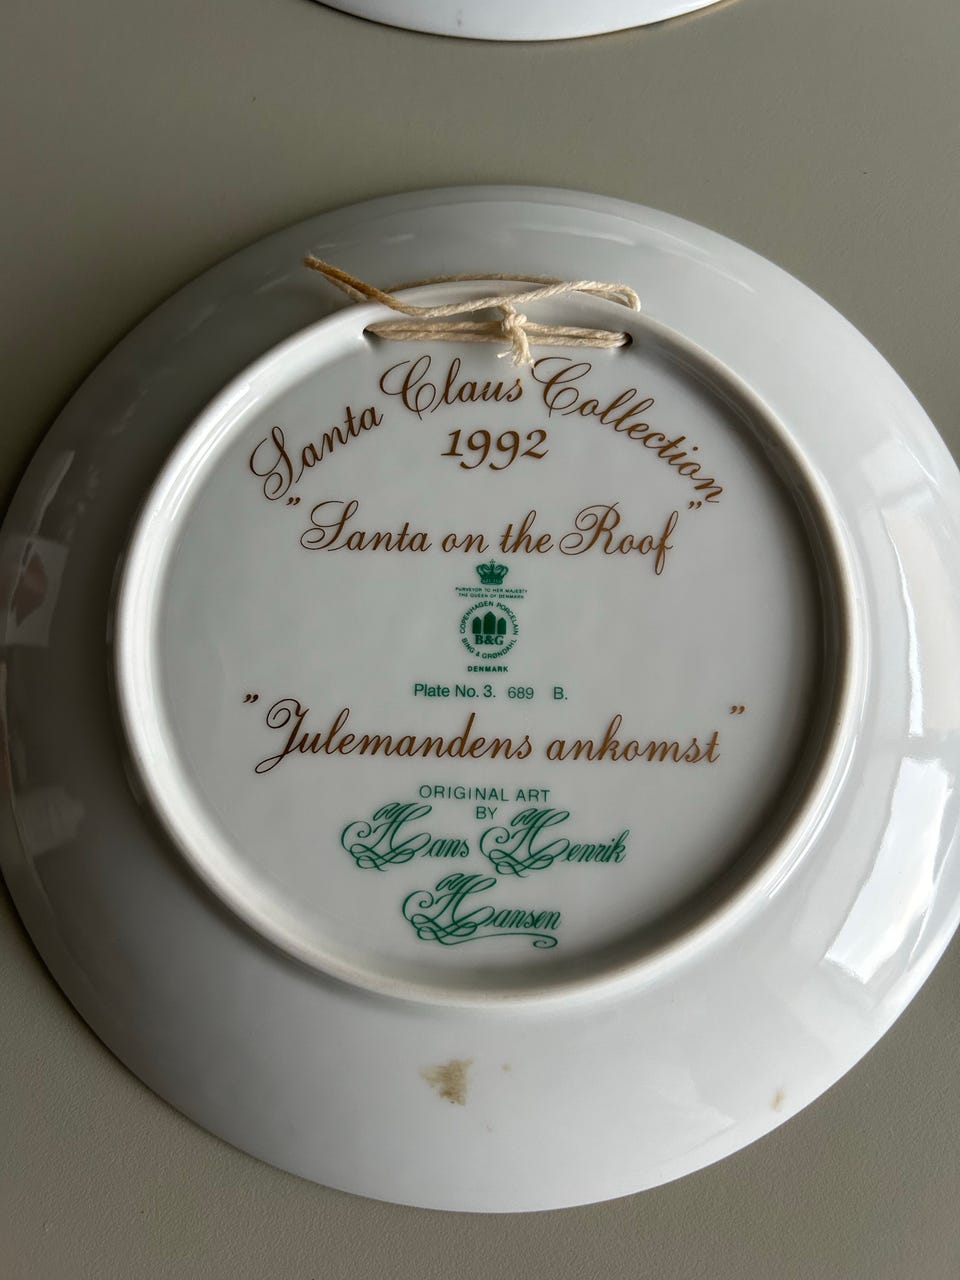 Santa Claus Collection
1992
"Santa on the Roof"
PURVEYOR TO HER MAJESTY
THE QUEEN OF DENMARK
COPENHAGEN PORCELAIN
B&G
BING & GRØNDAHL
DENMARK
Plate No. 3. 689 B.
"Julemandens ankomst"
ORIGINAL ART
BY
Hans Henrik
Hansen